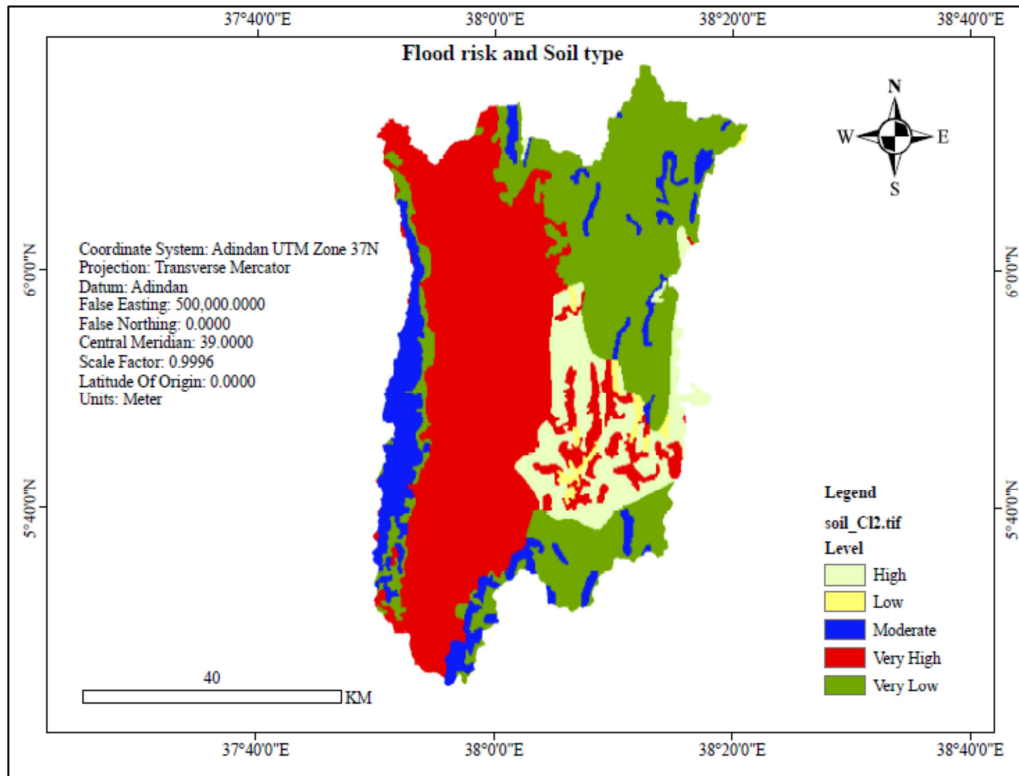 37°40'0"E 38°0'0"E 38°20'0"E 38°40'0"E
Flood risk and Soil type
N
W E
S
6°0'0"N
6°0'0"N
Coordinate System: Adindan UTM Zone 37N
Projection: Transverse Mercator
Datum: Adindan
False Easting: 500,000.0000
False Northing: 0.0000
Central Meridian: 39.0000
Scale Factor: 0.9996
Latitude Of Origin: 0.0000
Units: Meter
5°40'0"N
5°40'0"N
Legend
soil_Cl2.tif
Level
High
Low
Moderate
Very High
Very Low
40
KM
37°40'0"E 38°0'0"E 38°20'0"E 38°40'0"E